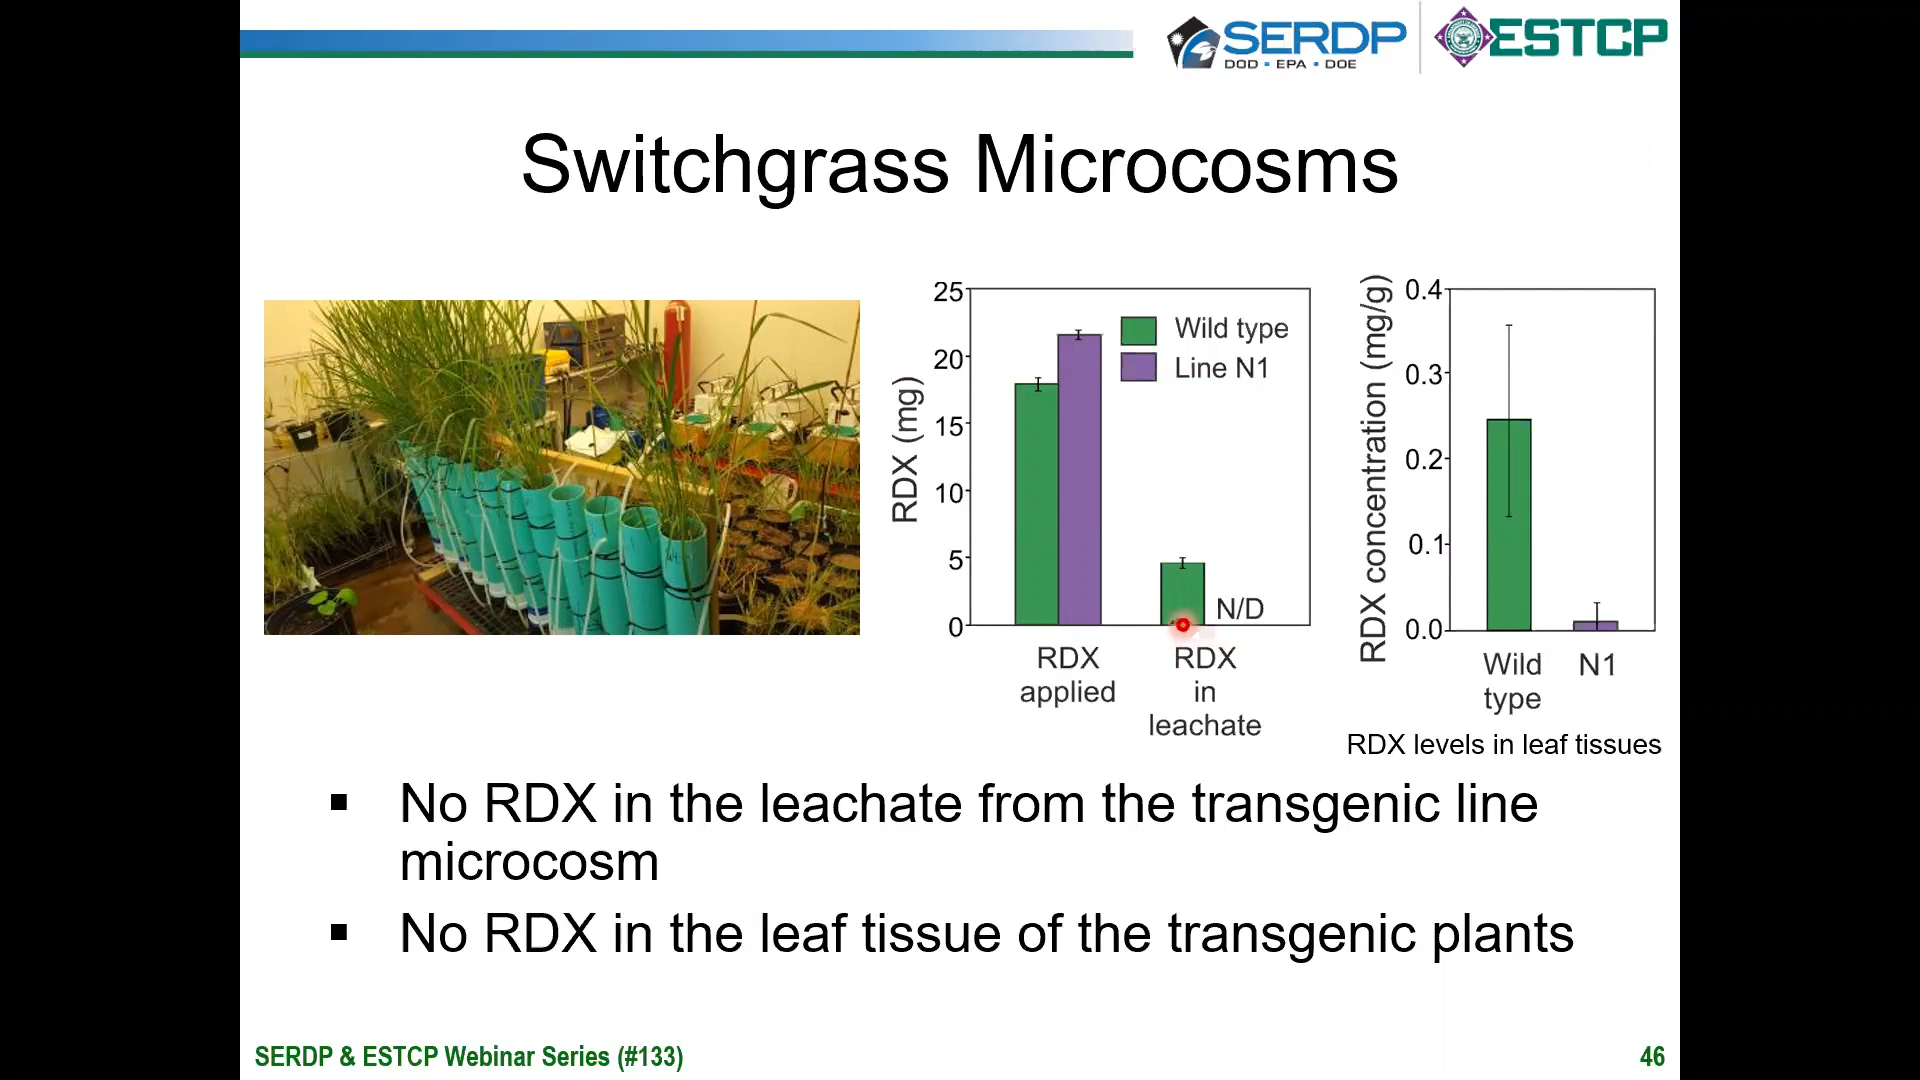 SERDP
DOD • EPA • DOE
ESTCP
Switchgrass Microcosms
25
20
15
10
5
0
RDX (mg)
Wild type
Line N1
N/D
RDX
applied
RDX
in
leachate
0.4
0.3
0.2
0.1
0.0
RDX concentration (mg/g)
Wild
type
N1
RDX levels in leaf tissues
▪ No RDX in the leachate from the transgenic line
microcosm
▪ No RDX in the leaf tissue of the transgenic plants
SERDP & ESTCP Webinar Series (#133)
46